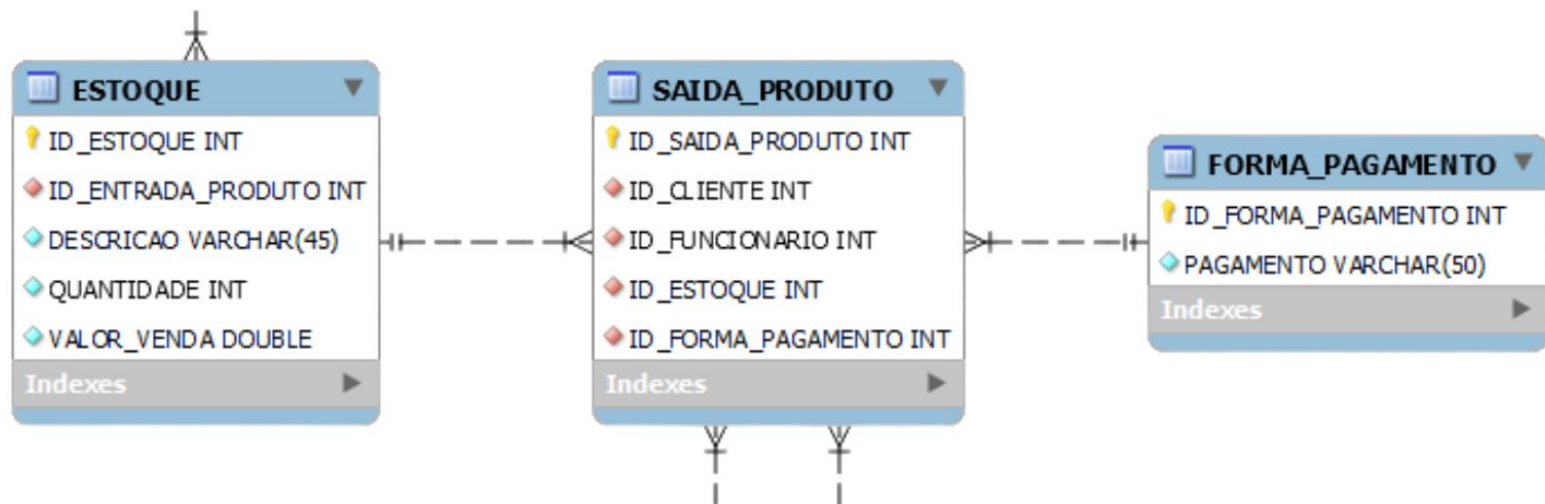 ESTOQUE
ID_ESTOQUE INT
ID_ENTRADA_PRODUTO INT
DESCRICAO VARCHAR(45)
QUANTIDADE INT
VALOR_VENDA DOUBLE
Indexes
SAIDA_PRODUTO
ID_SAIDA_PRODUTO INT
ID_CLIENTE INT
ID_FUNCIONARIO INT
ID_ESTOQUE INT
ID_FORMA_PAGAMENTO INT
Indexes
FORMA_PAGAMENTO
ID_FORMA_PAGAMENTO INT
PAGAMENTO VARCHAR(50)
Indexes